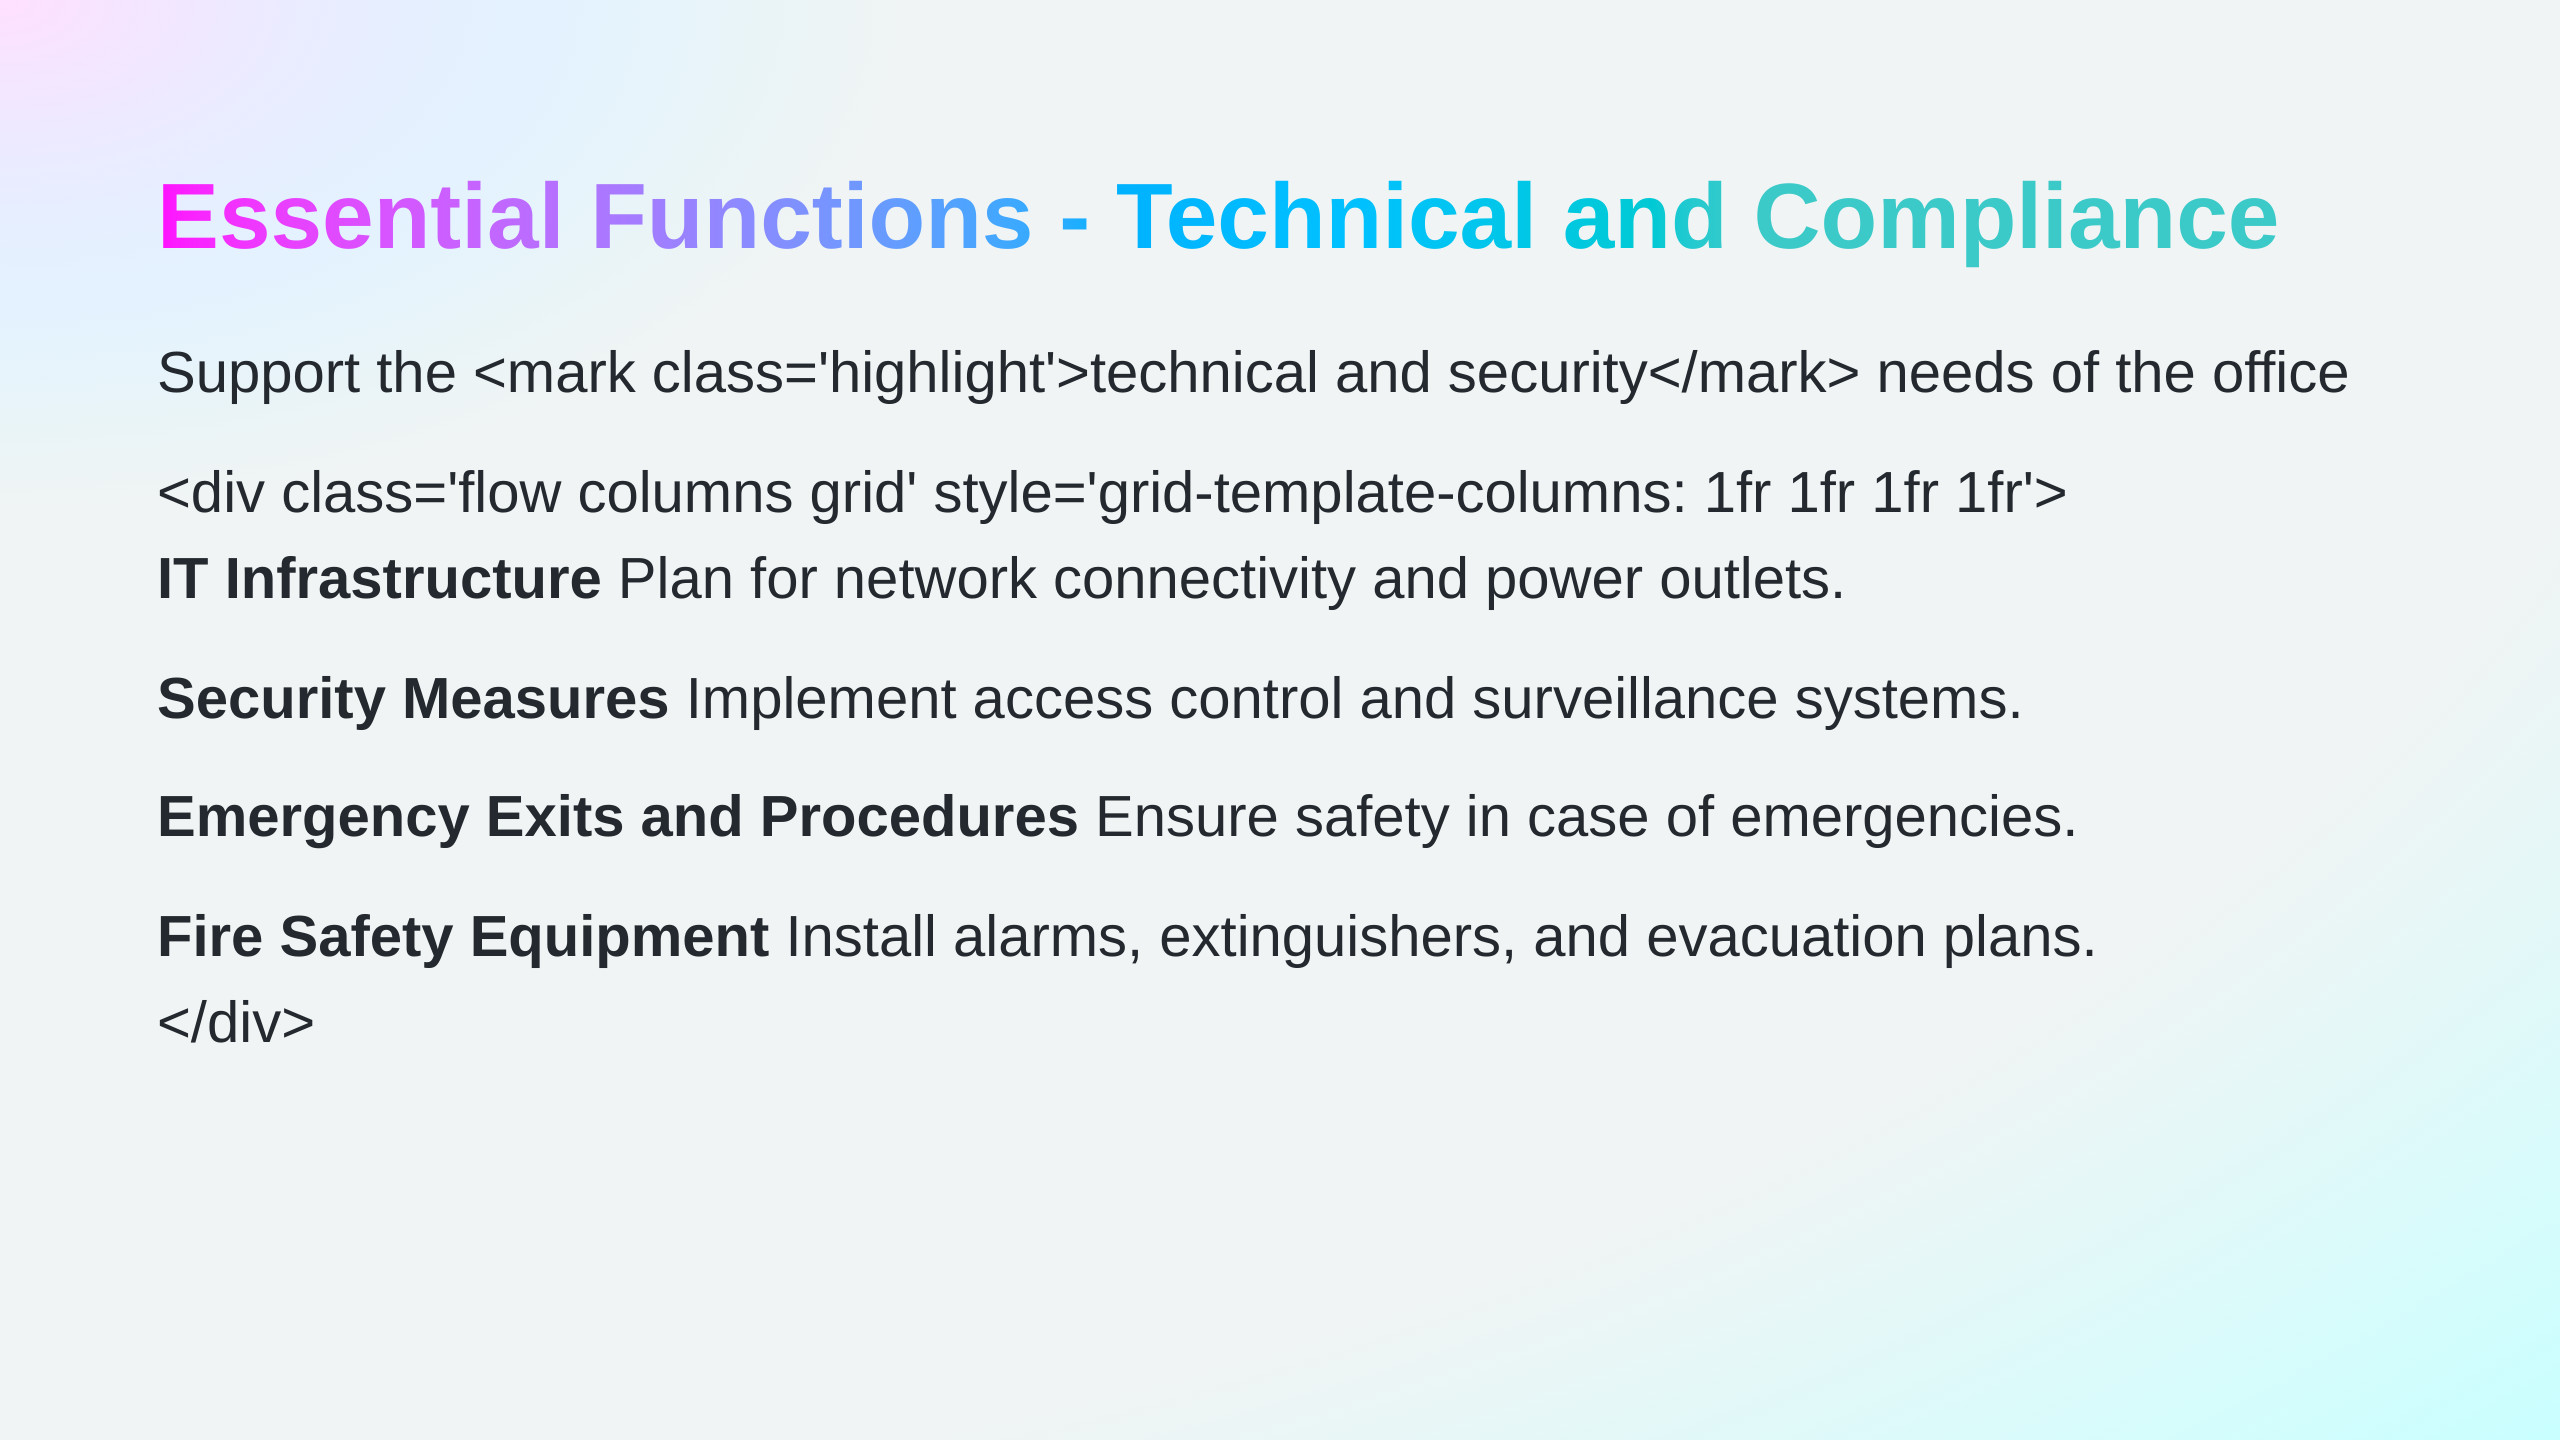 Essential Functions - Technical and Compliance
Support the <mark class='highlight'>technical and security</mark> needs of the office
<div class='flow columns grid' style='grid-template-columns: 1fr 1fr 1fr 1fr'>
IT Infrastructure Plan for network connectivity and power outlets.
Security Measures Implement access control and surveillance systems.
Emergency Exits and Procedures Ensure safety in case of emergencies.
Fire Safety Equipment Install alarms, extinguishers, and evacuation plans.
</div>